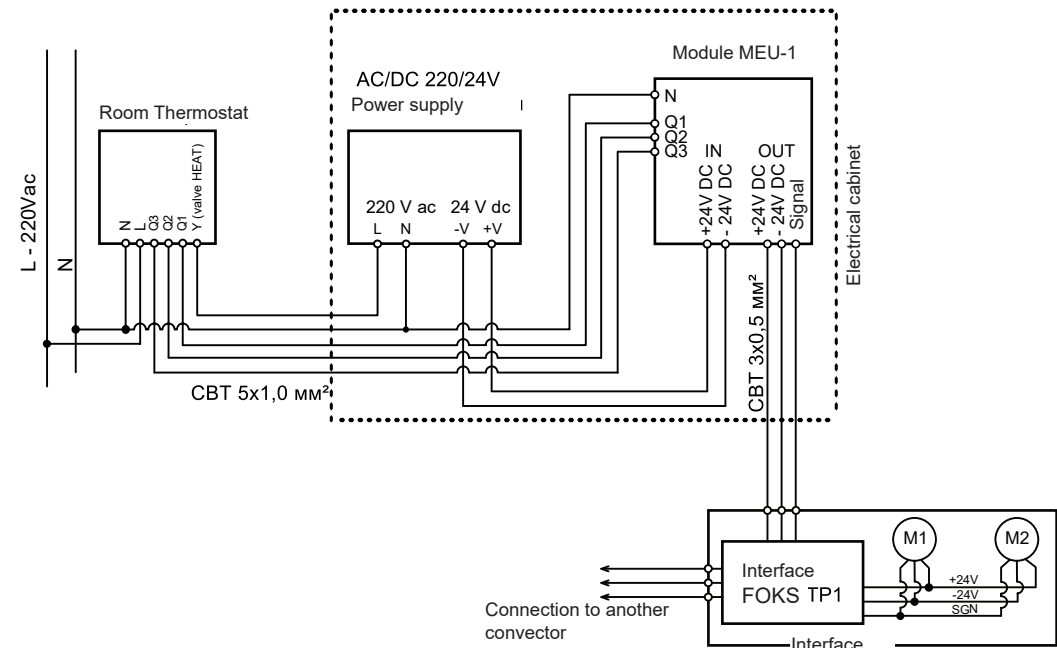 Module MEU-1
AC/DC 220/24V
Power supply
Room Thermostat
N
Q1
Q2
Q3
IN
OUT
+24V DC
- 24V DC
+24V DC
- 24V DC
Signal
Electrical cabinet
N
L
Q3
Q2
Q1
Y (valve HEAT)
220 V ac
24 V dc
L
N
-V
+V
L - 220Vac
N
СВТ 5x1,0 мм²
СВТ 3x0,5 мм²
M1
M2
Interface
FOKS TP1
+24V
-24V
SGN
Connection to another
convector
Interface